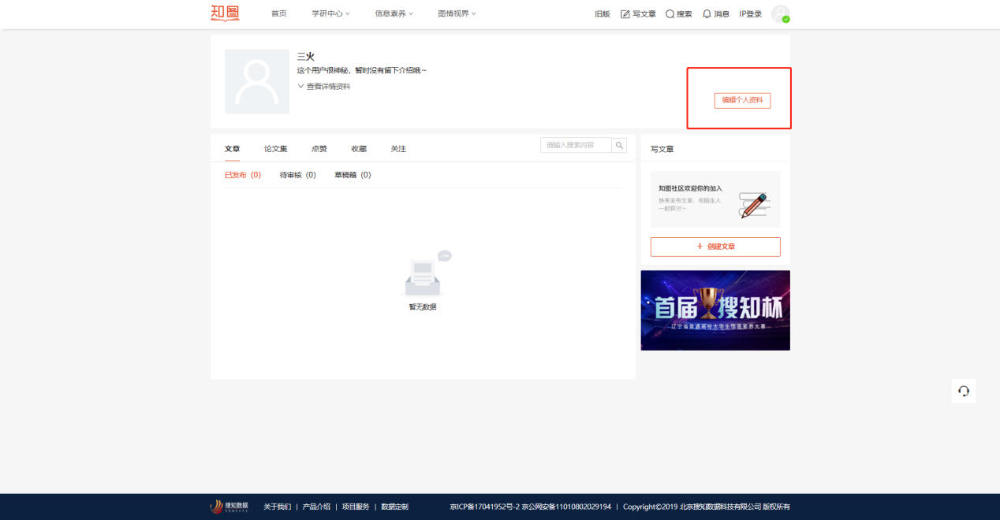 知圖
首页 学研中心 信息素养 图情视界 旧版 写文章 搜索 消息 IP登录
三火
这个用户很神秘，暂时没有留下介绍哦~
查看详情资料
编辑个人资料
文章 论文集 点赞 收藏 关注 请输入搜索内容
已发布 (0) 待审核 (0) 草稿箱 (0)
暂无数据
写文章
知图社区欢迎你的加入
快来发布文章，和陌生人
一起探讨~
+ 创建文章
首届 搜知杯
辽宁省普通高校大学生信息素养大赛
搜知数据 关于我们 | 产品介绍 | 项目服务 | 数据定制 京ICP备17041952号-2 京公网安备11010802029194 | Copyright©2019 北京搜知数据科技有限公司 版权所有